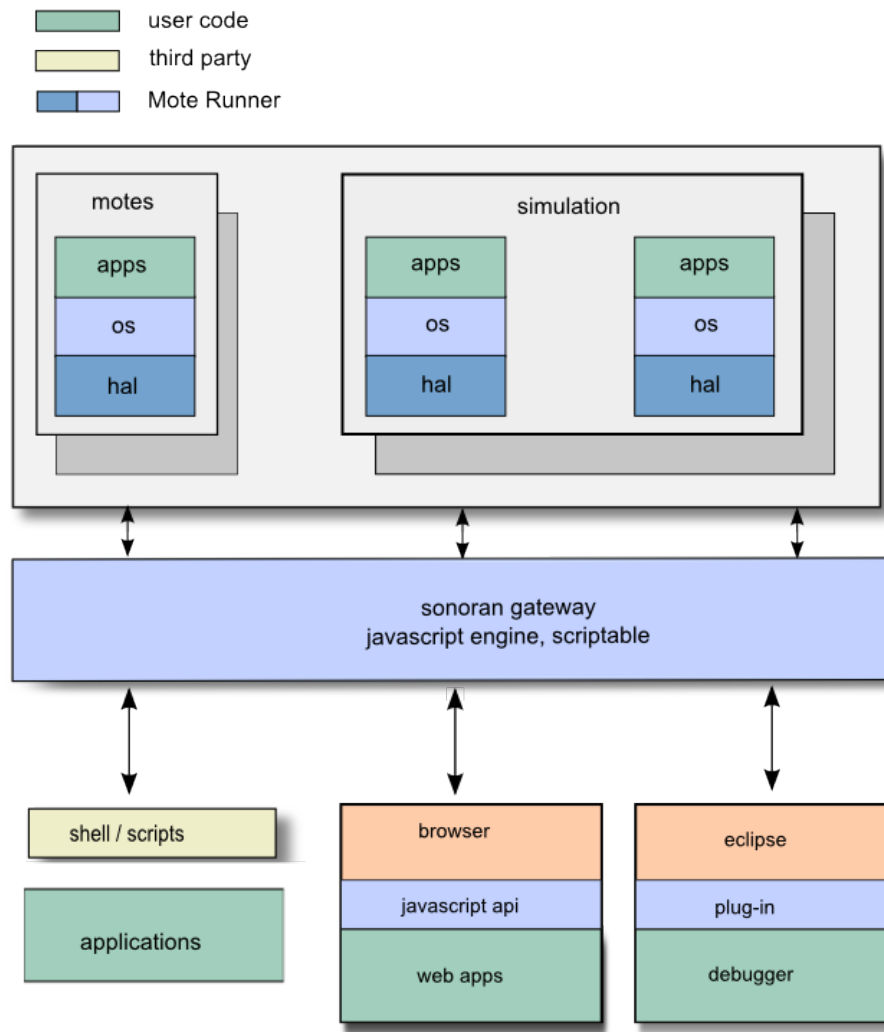 user code
third party
Mote Runner
motes
simulation
apps
apps
apps
os
os
os
hal
hal
hal
sonoran gateway
javascript engine, scriptable
shell / scripts
browser
eclipse
javascript api
plug-in
applications
web apps
debugger